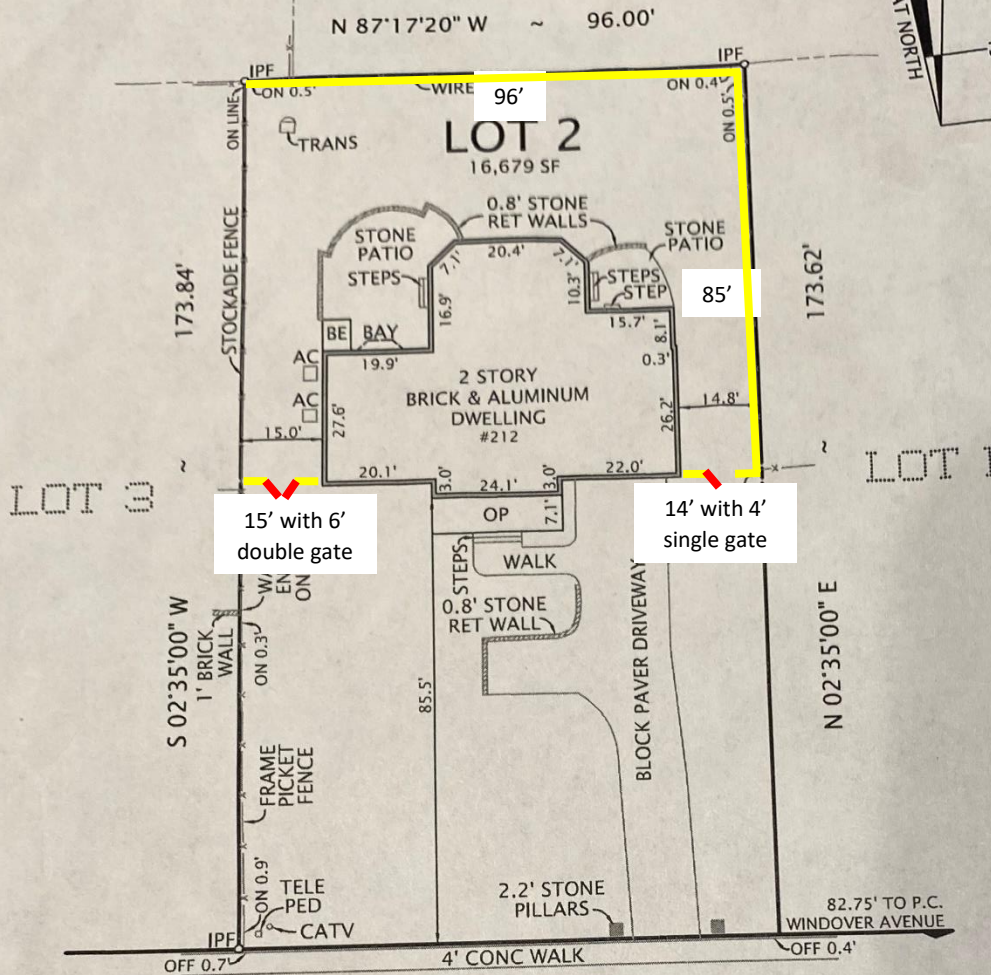 N 87°17'20" W ~ 96.00'
AT NORTH
IPF
IPF
ON 0.5'
WIRE
ON 0.4'
96'
ON LINE
ON 0.5'
TRANS
LOT 2
16,679 SF
0.8' STONE
RET WALLS
STONE
PATIO
STONE
PATIO
STOCKADE FENCE
173.84'
7.1'
20.4'
7.1'
STEPS
STEPS
STEP
10.3'
85'
173.62'
16.9'
15.7'
8.1'
BE
BAY
19.9'
0.3'
AC
AC
2 STORY
BRICK & ALUMINUM
DWELLING
#212
27.6'
26.2'
14.8'
15.0'
~
~
LOT 3
LOT 1
20.1'
3.0'
24.1'
3.0'
22.0'
OP
7.1'
15' with 6'
double gate
14' with 4'
single gate
STEPS
WALK
EN
ON
0.8' STONE
RET WALL
S 02°35'00" W
1' BRICK
WALL
ON 0.3'
85.5'
BLOCK PAVER DRIVEWAY
N 02°35'00" E
FRAME
PICKET
FENCE
ON 0.9'
TELE
PED
CATV
2.2' STONE
PILLARS
82.75' TO P.C.
WINDOVER AVENUE
IPF
OFF 0.7'
4' CONC WALK
OFF 0.4'